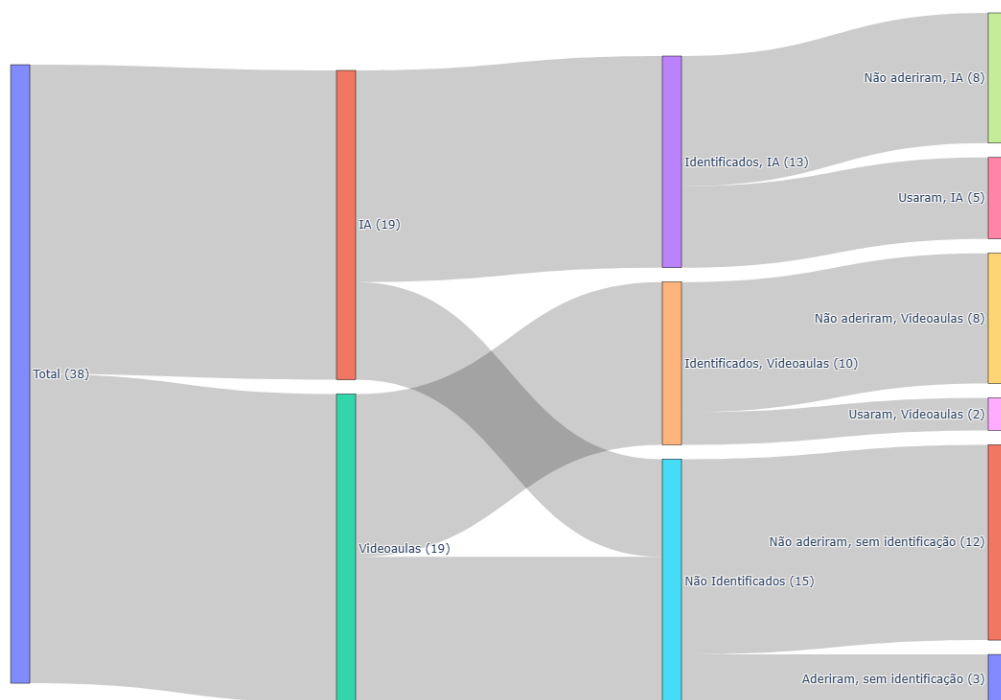 Total (38)
IA (19)
Videoaulas (19)
Identificados, IA (13)
Identificados, Videoaulas (10)
Não Identificados (15)
Não aderiram, IA (8)
Usaram, IA (5)
Não aderiram, Videoaulas (8)
Usaram, Videoaulas (2)
Não aderiram, sem identificação (12)
Aderiram, sem identificação (3)